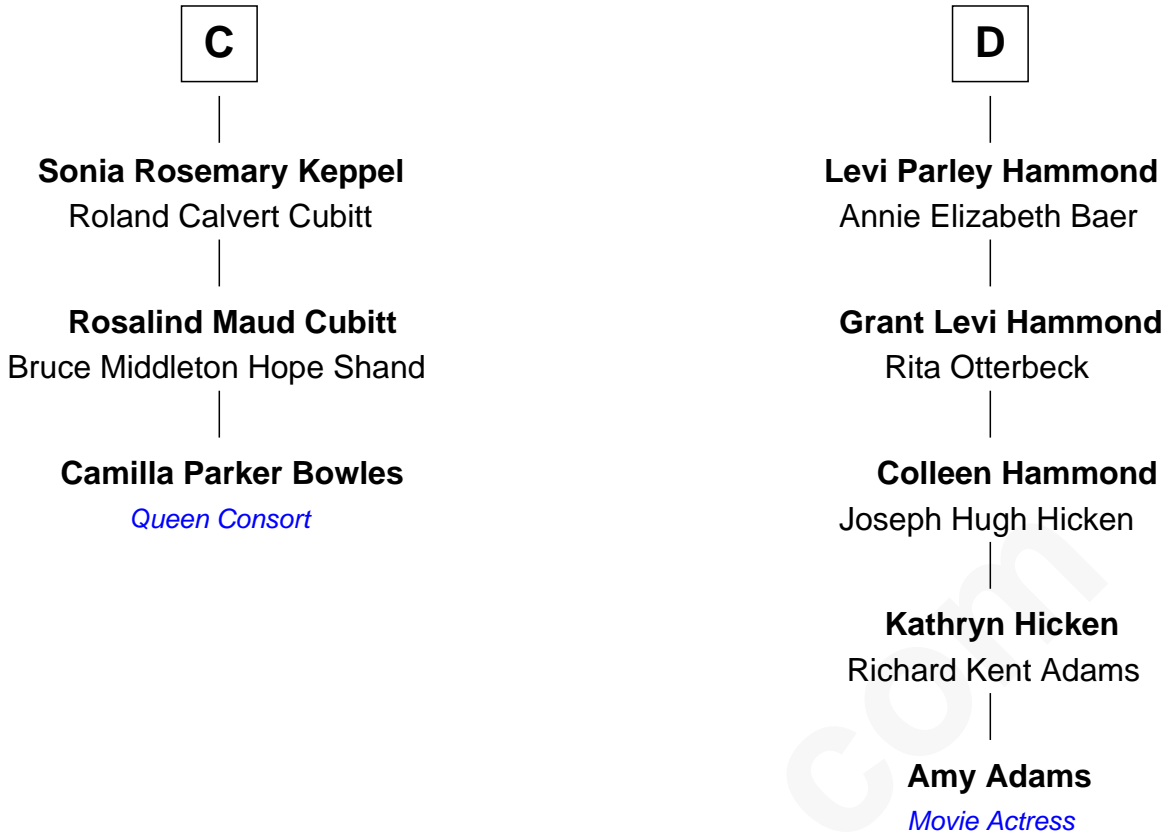 C
Sonia Rosemary Keppel
Roland Calvert Cubitt
Rosalind Maud Cubitt
Bruce Middleton Hope Shand
Camilla Parker Bowles
Queen Consort
D
Levi Parley Hammond
Annie Elizabeth Baer
Grant Levi Hammond
Rita Otterbeck
Colleen Hammond
Joseph Hugh Hicken
Kathryn Hicken
Richard Kent Adams
Amy Adams
Movie Actress
com